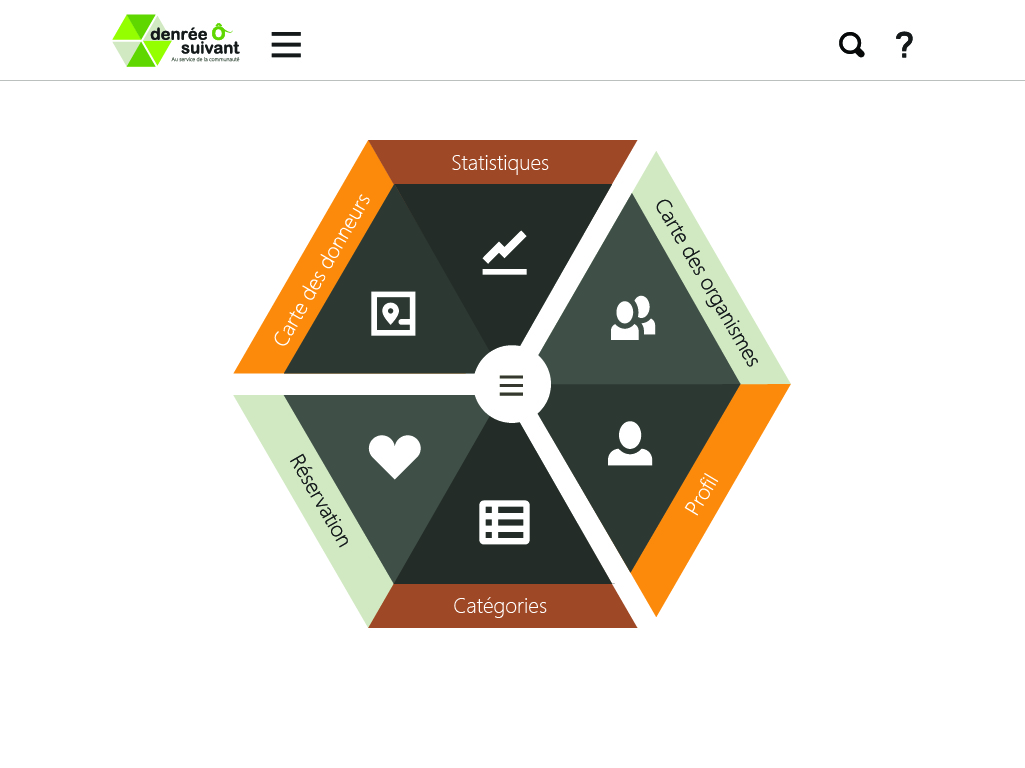 denrée Ô
suivant
Au service de la communauté
?
Statistiques
Carte des donneurs
Carte des organismes
Réservation
Profil
Catégories